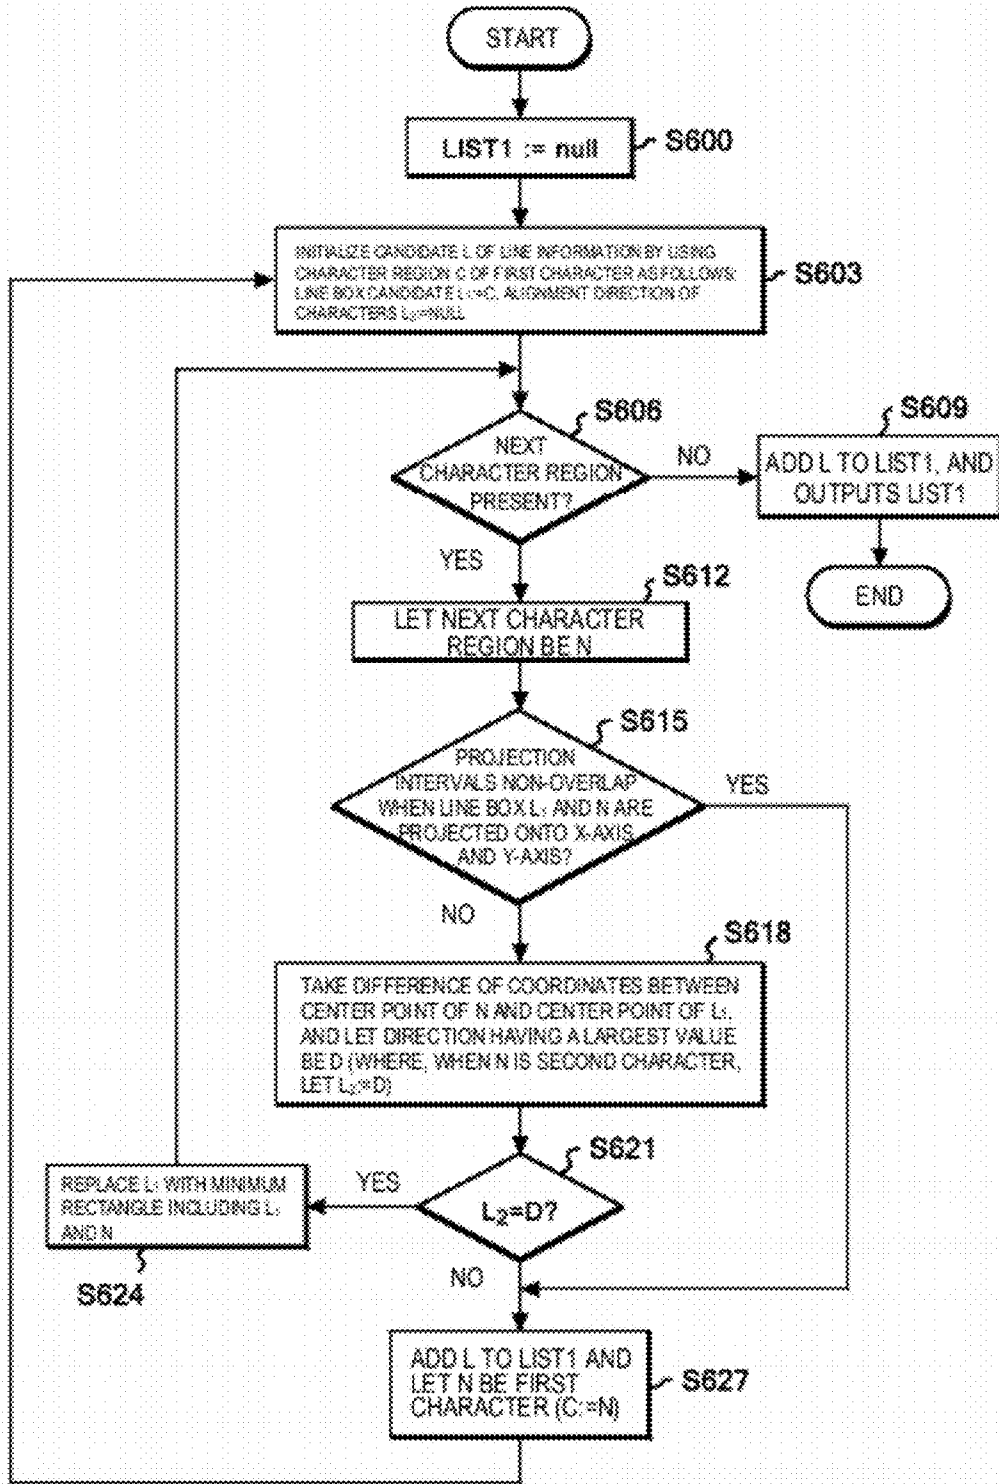 START
LIST1 := null
S600
INITIALIZE CANDIDATE L OF LINE INFORMATION BY USING
CHARACTER REGION C OF FIRST CHARACTER AS FOLLOWS:
LINE BOX CANDIDATE L₁:=C, ALIGNMENT DIRECTION OF
CHARACTERS L₂:=NULL
S603
S606
NEXT
CHARACTER REGION
PRESENT?
NO
S609
ADD L TO LIST1, AND
OUTPUTS LIST1
YES
END
S612
LET NEXT CHARACTER
REGION BE N
S615
PROJECTION
INTERVALS NON-OVERLAP
WHEN LINE BOX L₁ AND N ARE
PROJECTED ONTO X-AXIS
AND Y-AXIS?
YES
NO
S618
TAKE DIFFERENCE OF COORDINATES BETWEEN
CENTER POINT OF N AND CENTER POINT OF L₁,
AND LET DIRECTION HAVING A LARGEST VALUE
BE D (WHERE, WHEN N IS SECOND CHARACTER,
LET L₂:=D)
S621
L₂=D?
YES
REPLACE L₁ WITH MINIMUM
RECTANGLE INCLUDING L₁
AND N
S624
NO
ADD L TO LIST1 AND
LET N BE FIRST
CHARACTER (C:=N)
S627